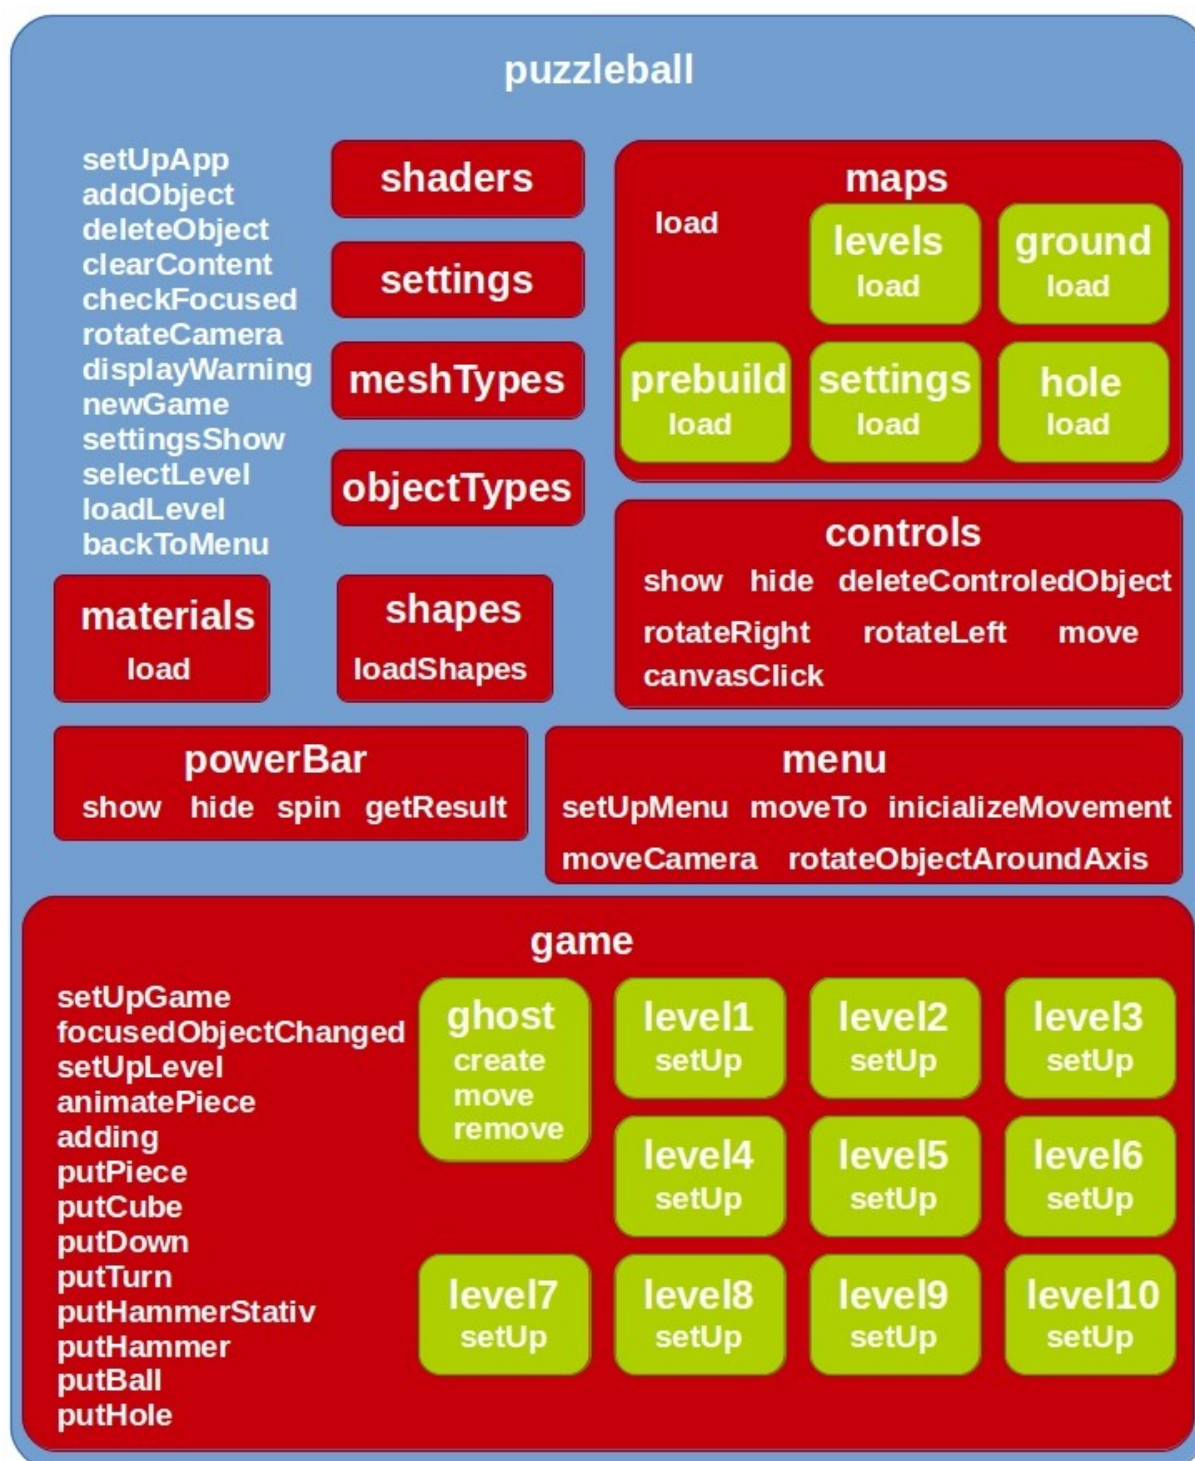 puzzleball
setUpApp
addObject
deleteObject
clearContent
checkFocused
rotateCamera
displayWarning
newGame
settingsShow
selectLevel
loadLevel
backToMenu
shaders
settings
meshTypes
objectTypes
maps
load
levels
load
ground
load
prebuild
load
settings
load
hole
load
controls
show hide deleteControledObject
rotateRight rotateLeft move
canvasClick
materials
load
shapes
loadShapes
powerBar
show hide spin getResult
menu
setUpMenu moveTo inicializeMovement
moveCamera rotateObjectAroundAxis
game
setUpGame
focusedObjectChanged
setUpLevel
animatePiece
adding
putPiece
putCube
putDown
putTurn
putHammerStativ
putHammer
putBall
putHole
ghost
create
move
remove
level1
setUp
level2
setUp
level3
setUp
level4
setUp
level5
setUp
level6
setUp
level7
setUp
level8
setUp
level9
setUp
level10
setUp